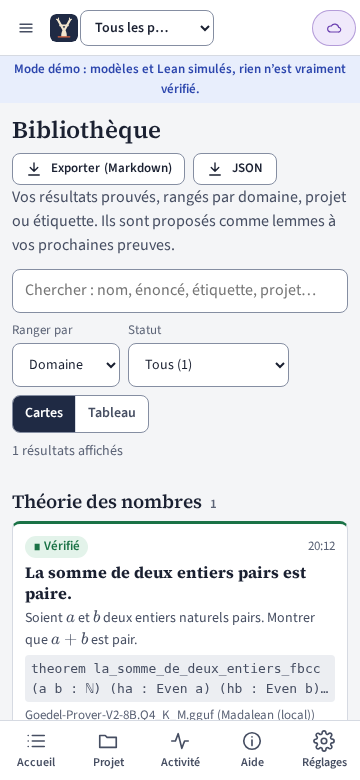 Tous les p…
Mode démo : modèles et Lean simulés, rien n’est vraiment
vérifié.
Bibliothèque
Exporter (Markdown)
JSON
Vos résultats prouvés, rangés par domaine, projet
ou étiquette. Ils sont proposés comme lemmes à
vos prochaines preuves.
Chercher : nom, énoncé, étiquette, projet…
Ranger par
Statut
Domaine
Tous (1)
Cartes
Tableau
1 résultats affichés
Théorie des nombres 1
Vérifié
20:12
La somme de deux entiers pairs est
paire.
Soient a et b deux entiers naturels pairs. Montrer
que a + b est pair.
theorem la_somme_de_deux_entiers_fbcc
(a b : ℕ) (ha : Even a) (hb : Even b)…
Goedel-Prover-V2-8B.Q4_K_M.gguf (Madalean (local))
Accueil
Projet
Activité
Aide
Réglages